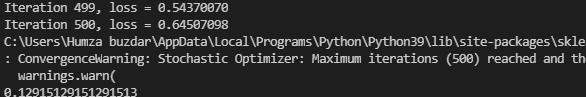 Iteration 499, loss = 0.54370070
Iteration 500, loss = 0.64507098
C:\Users\Humza buzdar\AppData\Local\Programs\Python\Python39\lib\site-packages\skle
: ConvergenceWarning: Stochastic Optimizer: Maximum iterations (500) reached and th
warnings.warn(
0.12915129151291513